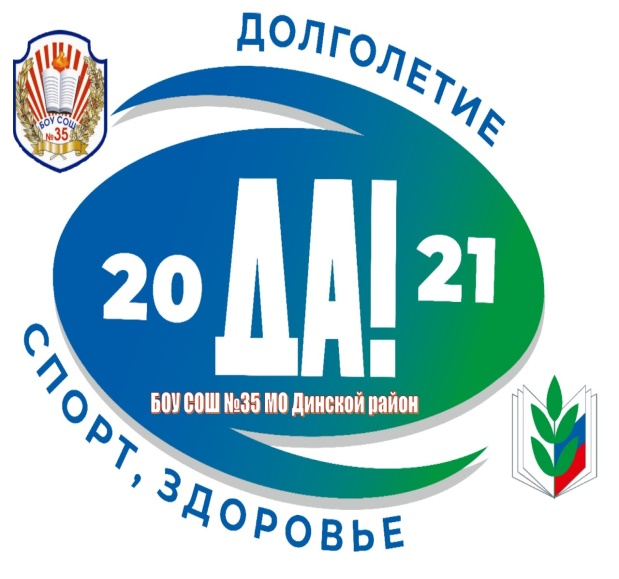 ДОЛГОЛЕТИЕ
БОУ СОШ
№35
20 ДА! 21
БОУ СОШ №35 МО Динской район
СПОРТ, ЗДОРОВЬЕ